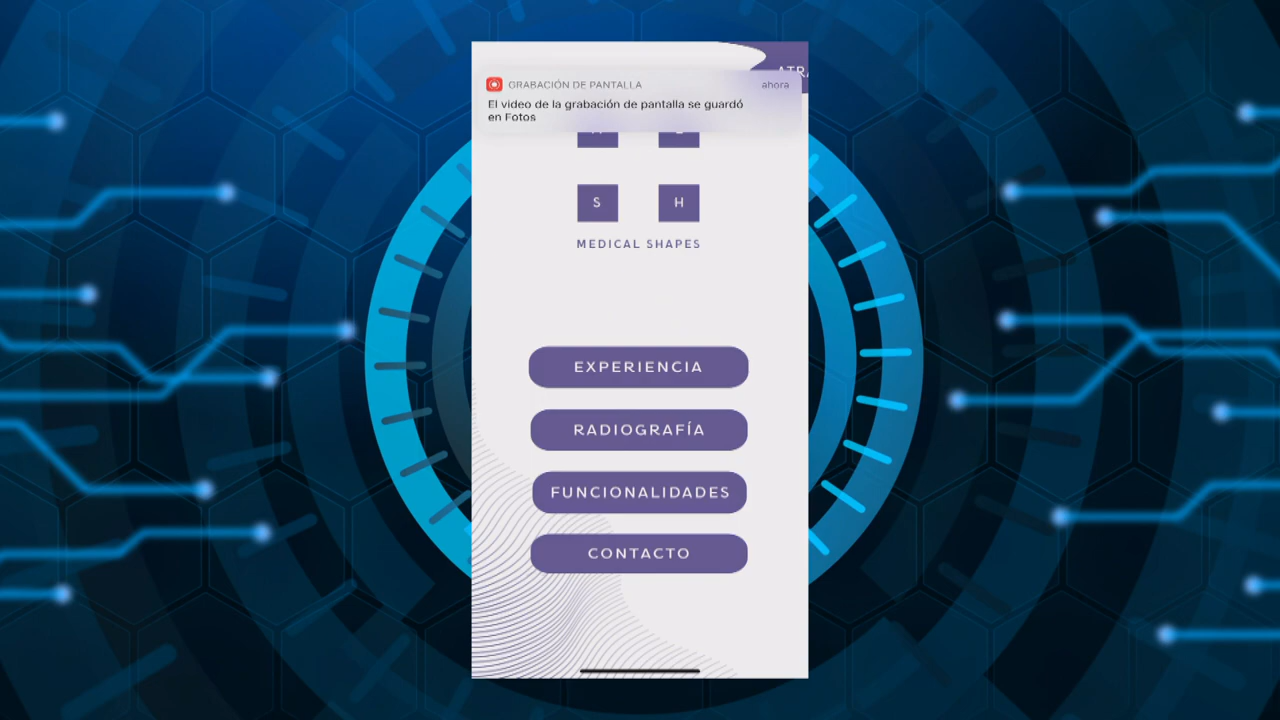 GRABACIÓN DE PANTALLA
ahora
El video de la grabación de pantalla se guardó
en Fotos
S H
MEDICAL SHAPES
EXPERIENCIA
RADIOGRAFÍA
FUNCIONALIDADES
CONTACTO